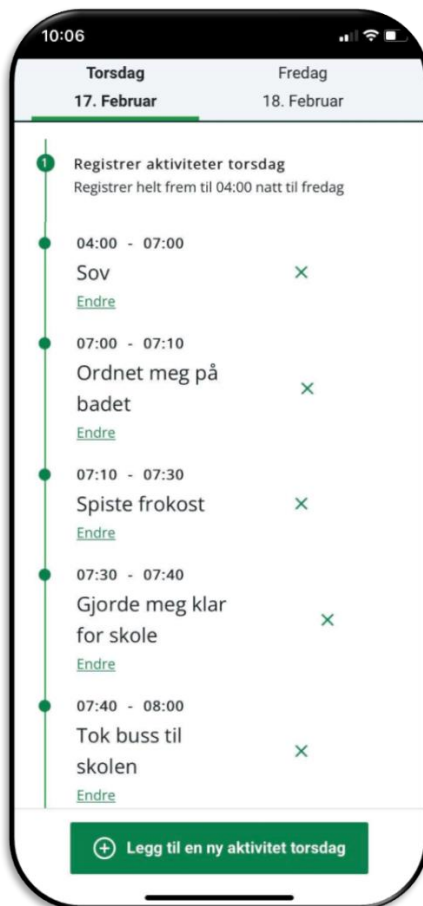 10:06
Torsdag
17. Februar
Fredag
18. Februar
1
Registrer aktiviteter torsdag
Registrer helt frem til 04:00 natt til fredag
04:00 - 07:00
Sov
Endre
07:00 - 07:10
Ordnet meg på
badet
Endre
07:10 - 07:30
Spiste frokost
Endre
07:30 - 07:40
Gjorde meg klar
for skole
Endre
07:40 - 08:00
Tok buss til
skolen
Endre
Legg til en ny aktivitet torsdag